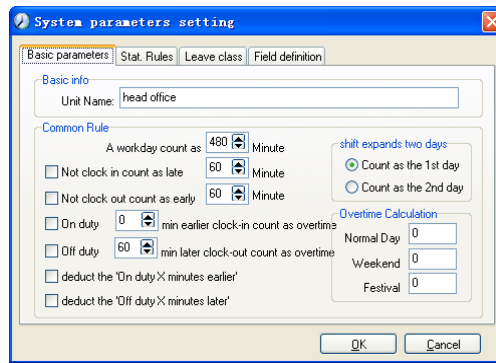 System parameters setting
Basic parameters Stat. Rules Leave class Field definition
Basic info
Unit Name: head office
Common Rule
A workday count as 480 Minute
Not clock in count as late 60 Minute
Not clock out count as early 60 Minute
On duty 0 min earlier clock-in count as overtime
Off duty 60 min later clock-out count as overtime
deduct the 'On duty X minutes earlier'
deduct the 'Off duty X minutes later'
shift expands two days
Count as the 1st day
Count as the 2nd day
Overtime Calculation
Normal Day 0
Weekend 0
Festival 0
OK Cancel